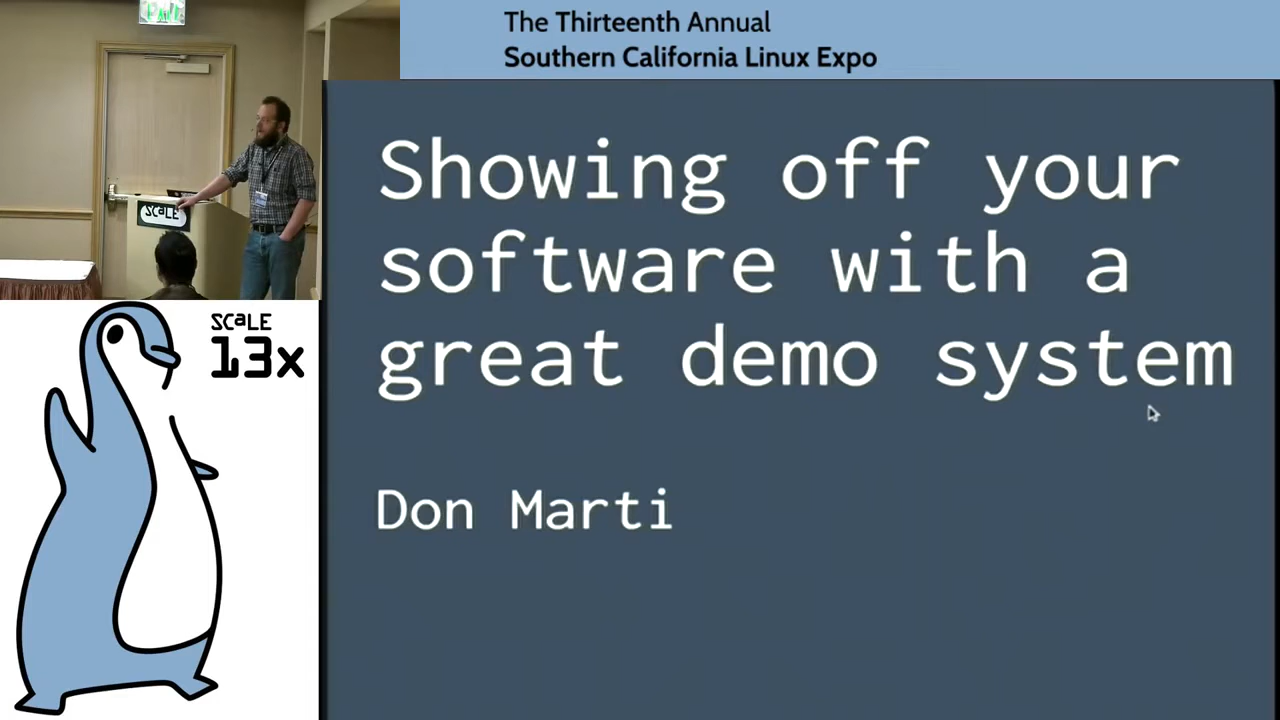 The Thirteenth Annual
Southern California Linux Expo
EXIT
SCaLE
SCaLE
13x
Showing off your
software with a
great demo system
Don Marti